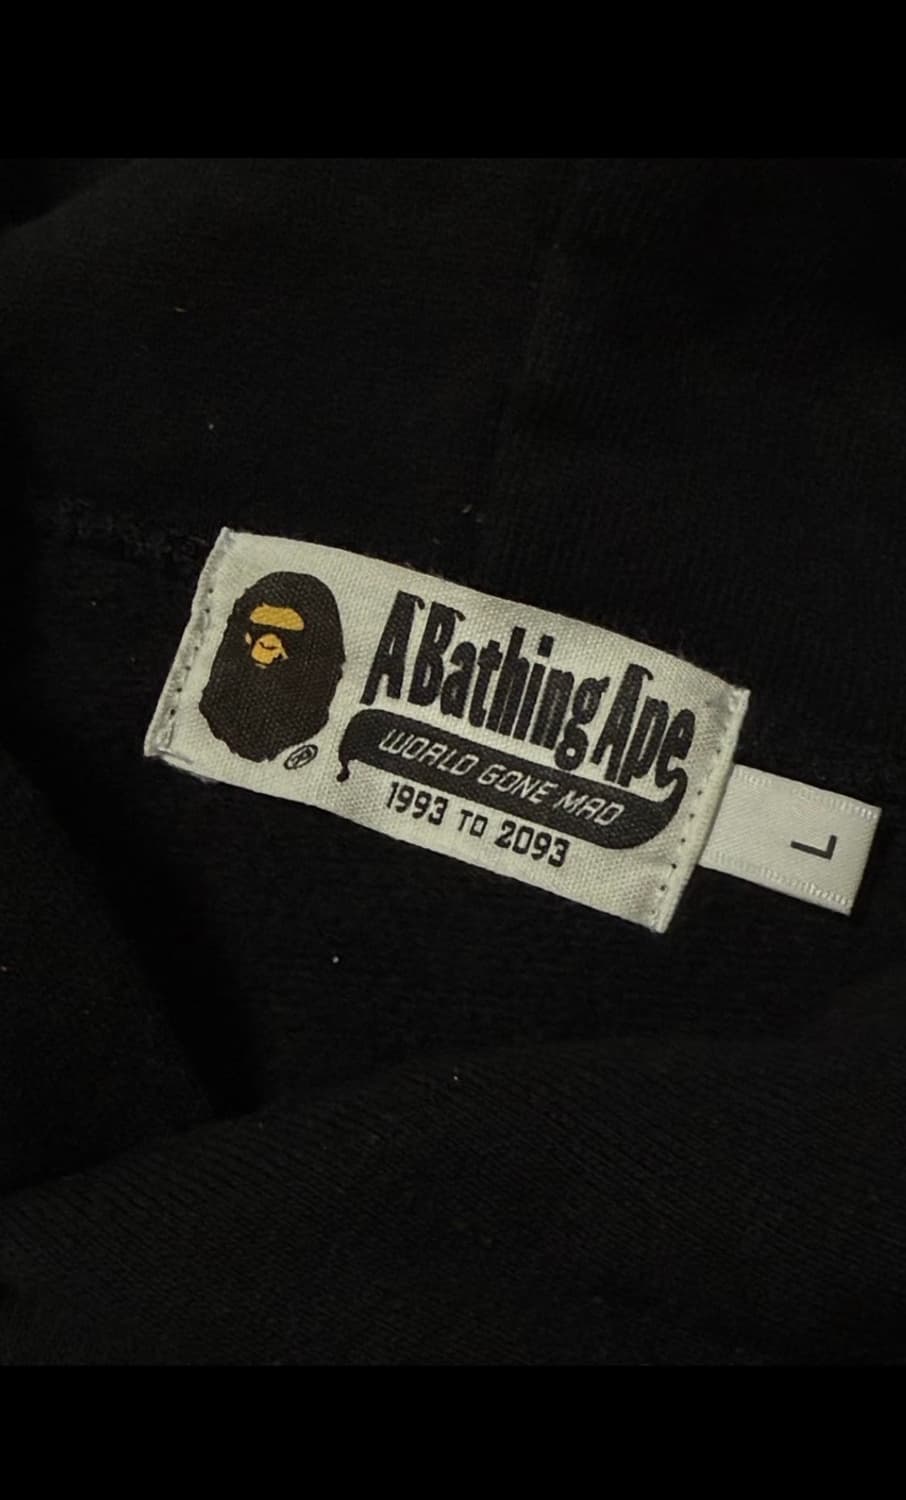 A Bathing Ape
WORLD GONE MAD
1993 TO 2093
L